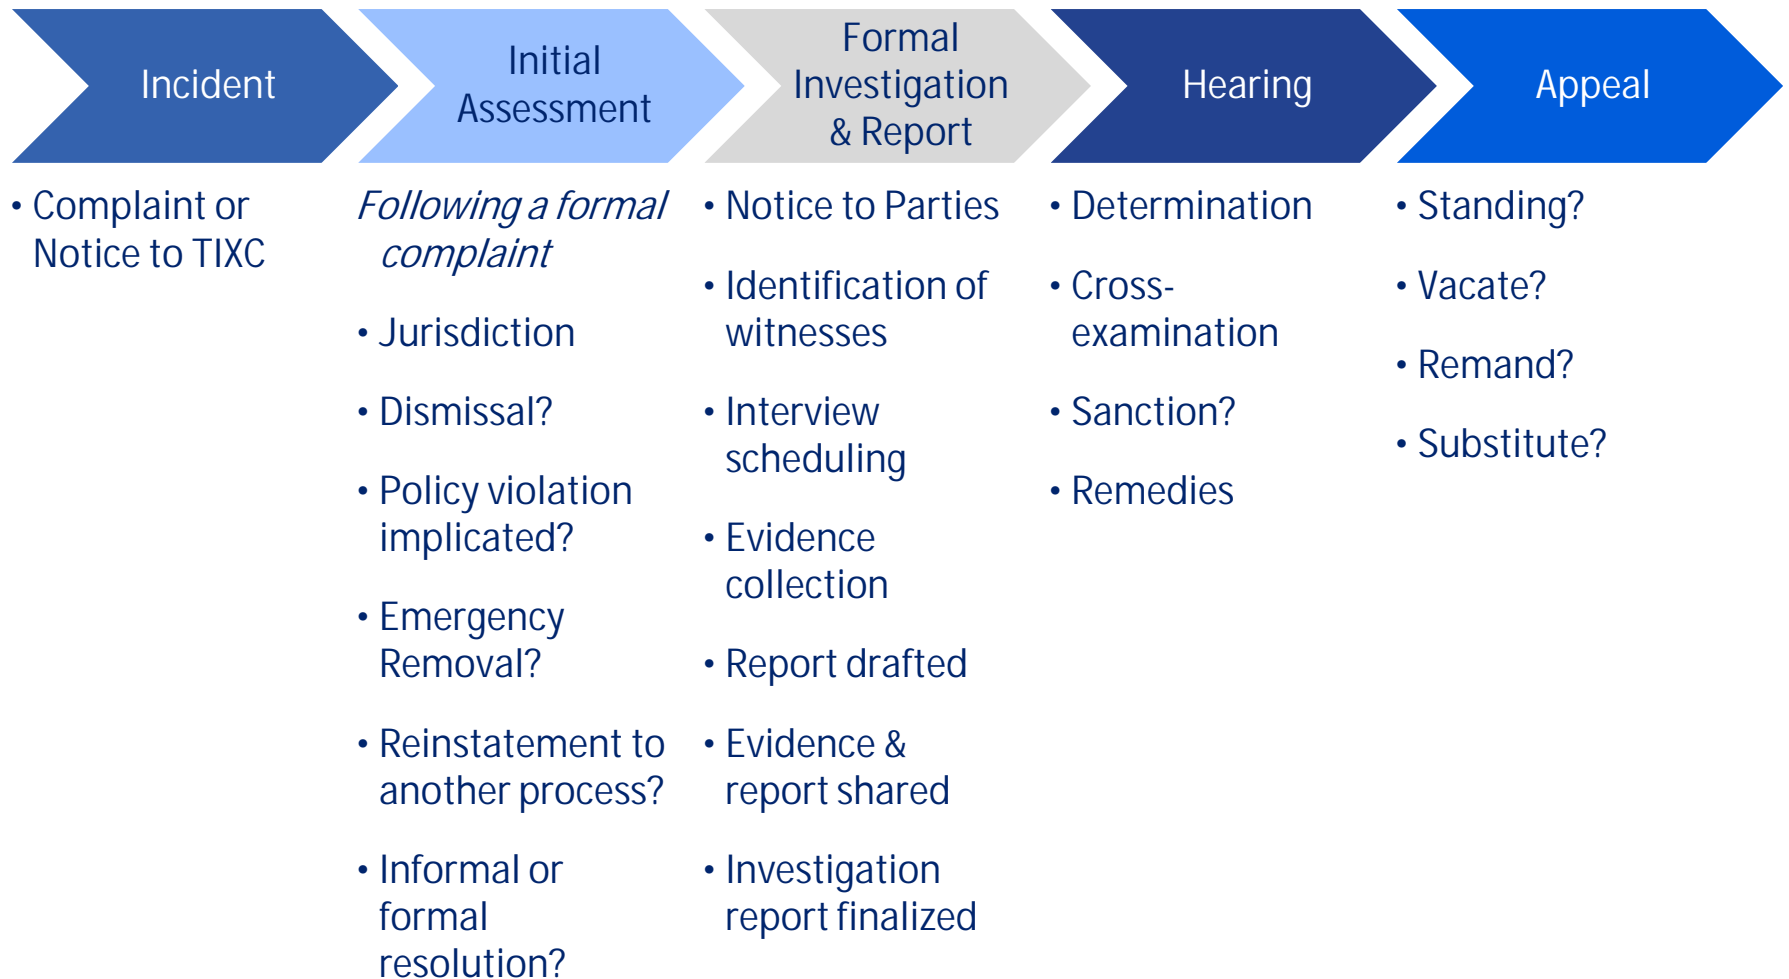 Incident
Initial
Assessment
Formal
Investigation
& Report
Hearing
Appeal
• Complaint or
Notice to TIXC
Following a formal
complaint
• Jurisdiction
• Dismissal?
• Policy violation
implicated?
• Emergency
Removal?
• Reinstatement to
another process?
• Informal or
formal
resolution?
• Notice to Parties
• Identification of
witnesses
• Interview
scheduling
• Evidence
collection
• Report drafted
• Evidence &
report shared
• Investigation
report finalized
• Determination
• Cross-
examination
• Sanction?
• Remedies
• Standing?
• Vacate?
• Remand?
• Substitute?